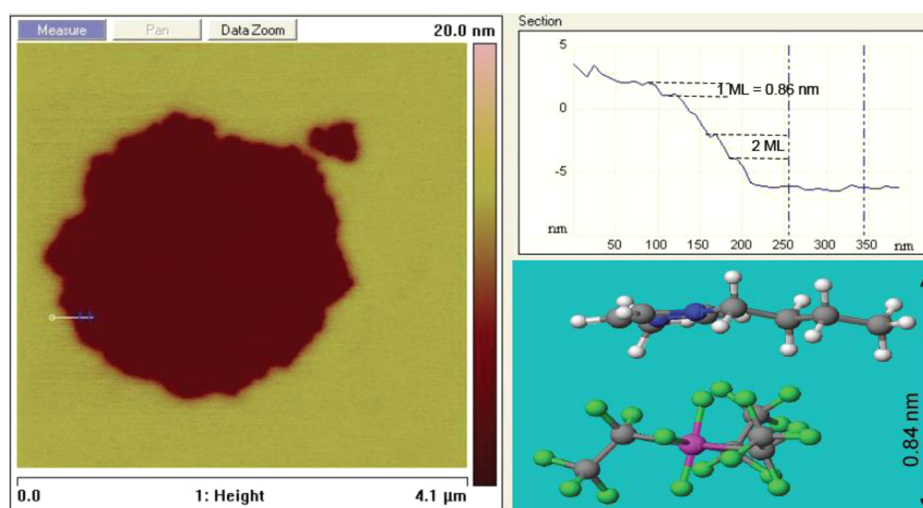 Measure
Pan
Data Zoom
20.0 nm
0.0
1: Height
4.1 µm
Section
5
0
-5
nm
1 ML = 0.86 nm
2 ML
50 100 150 200 250 300 350
nm
0.84 nm